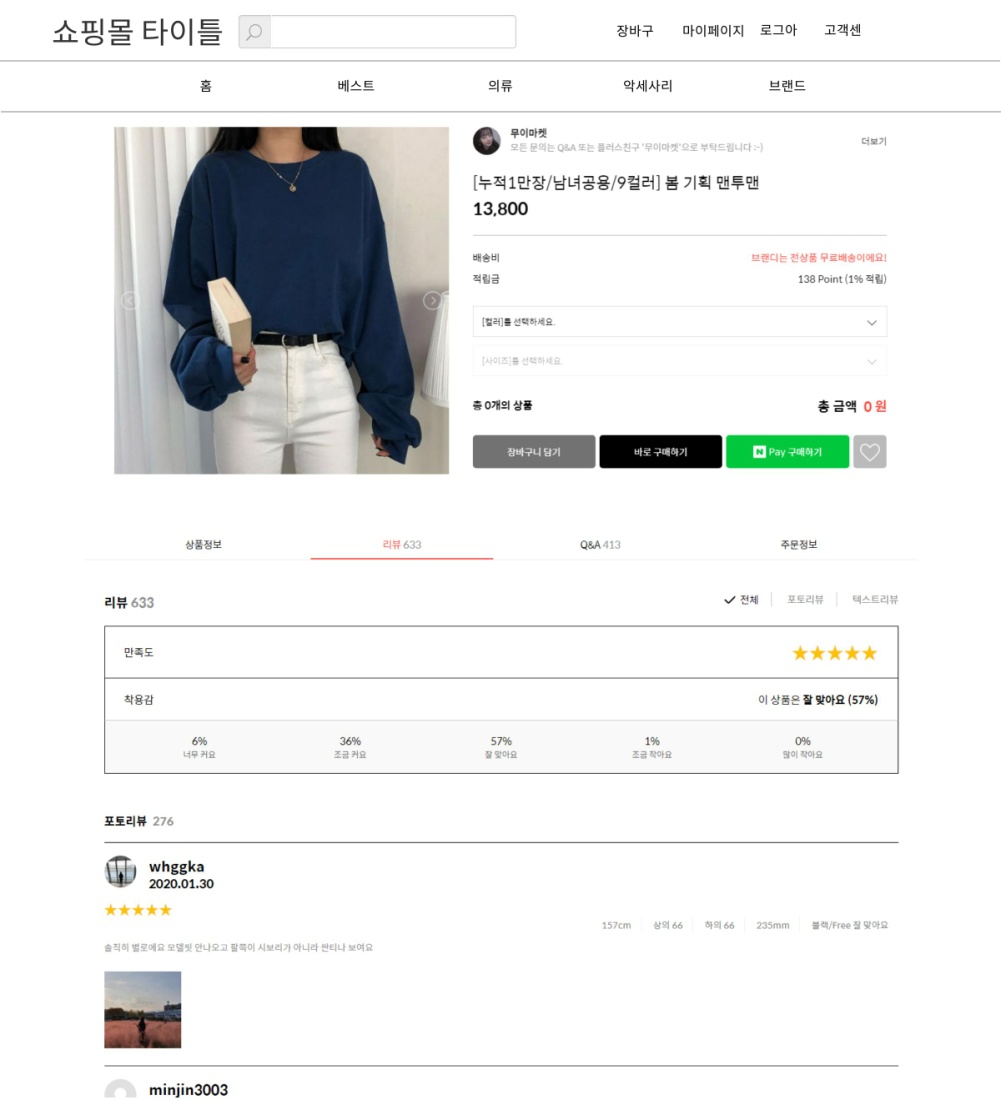 쇼핑몰 타이틀
장바구 마이페이지 로그아 고객센
홈 베스트 의류 악세사리 브랜드
무이마켓
모든 문의는 Q&A 또는 플러스친구 '무이마켓'으로 부탁드립니다 :-)
더보기
[누적1만장/남녀공용/9컬러] 봄 기획 맨투맨
13,800
배송비 브랜디는 전상품 무료배송이에요!
적립금 138 Point (1% 적립)
[컬러]를 선택하세요.
[사이즈]를 선택하세요.
총 0개의 상품 총 금액 0 원
장바구니 담기 바로 구매하기 N Pay 구매하기
상품정보 리뷰 633 Q&A 413 주문정보
리뷰 633 전체 포토리뷰 텍스트리뷰
만족도
착용감 이 상품은 잘 맞아요 (57%)
6% 36% 57% 1% 0%
너무 커요 조금 커요 잘 맞아요 조금 작아요 많이 작아요
포토리뷰 276
whggka
2020.01.30
157cm 상의 66 하의 66 235mm 블랙/Free 잘 맞아요
솔직히 별로에요 모델핏 안나오고 팔쪽이 시보리가 아니라 싼티나 보여요
minjin3003